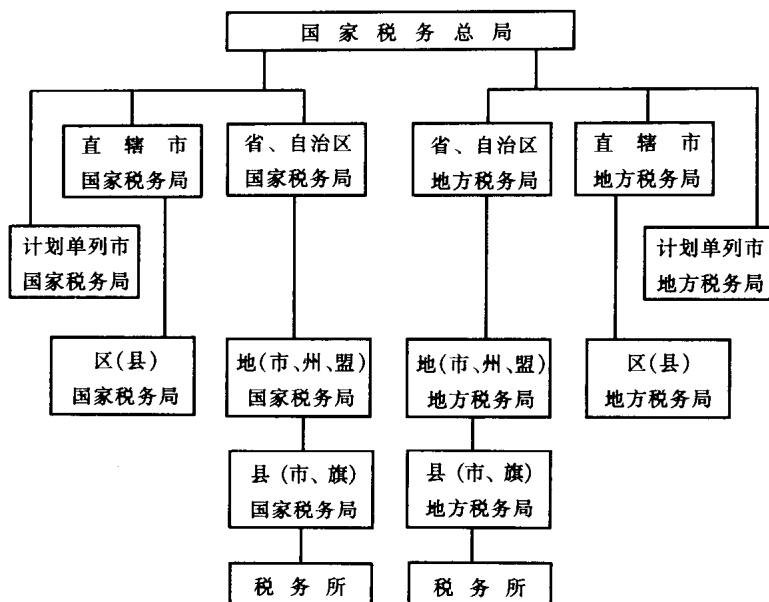 国家税务总局
直辖市
国家税务局
省、自治区
国家税务局
省、自治区
地方税务局
直辖市
地方税务局
计划单列市
国家税务局
计划单列市
地方税务局
区(县)
国家税务局
地(市、州、盟)
国家税务局
地(市、州、盟)
地方税务局
区(县)
地方税务局
县(市、旗)
国家税务局
县(市、旗)
地方税务局
税务所
税务所